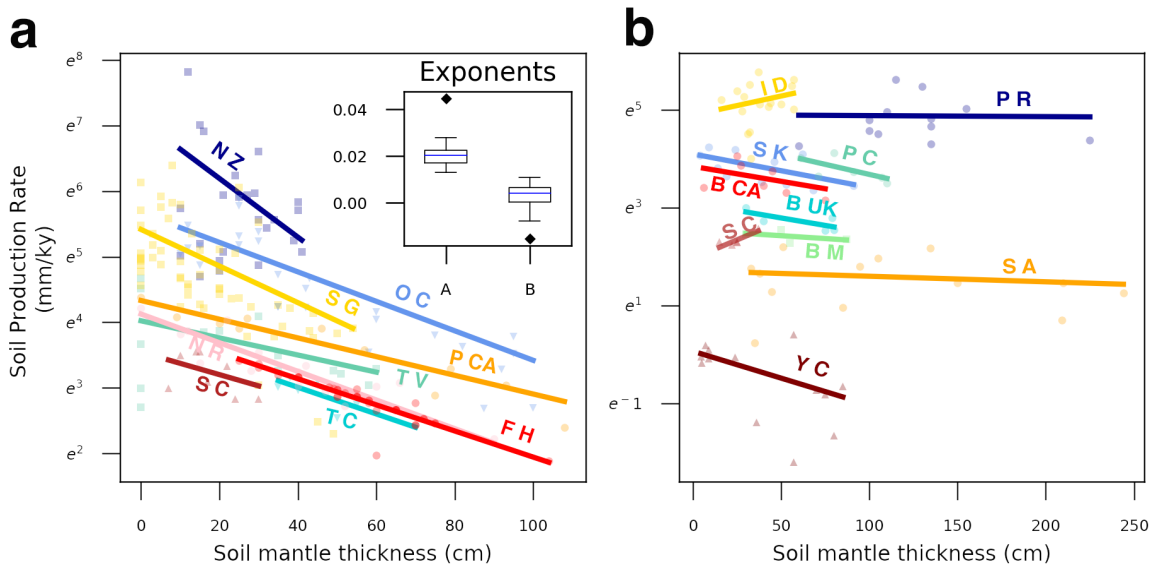 a
b
Soil Production Rate
(mm/ky)
e^8
e^7
e^6
e^5
e^4
e^3
e^2
N Z
S G
O C
P CA
N R
T V
S C
T C
F H
Exponents
0.04
0.02
0.00
A
B
0
20
40
60
80
100
Soil mantle thickness (cm)
e^5
e^3
e^1
e^−1
I D
P R
S K
P C
B CA
B UK
S C
B M
S A
Y C
0
50
100
150
200
250
Soil mantle thickness (cm)